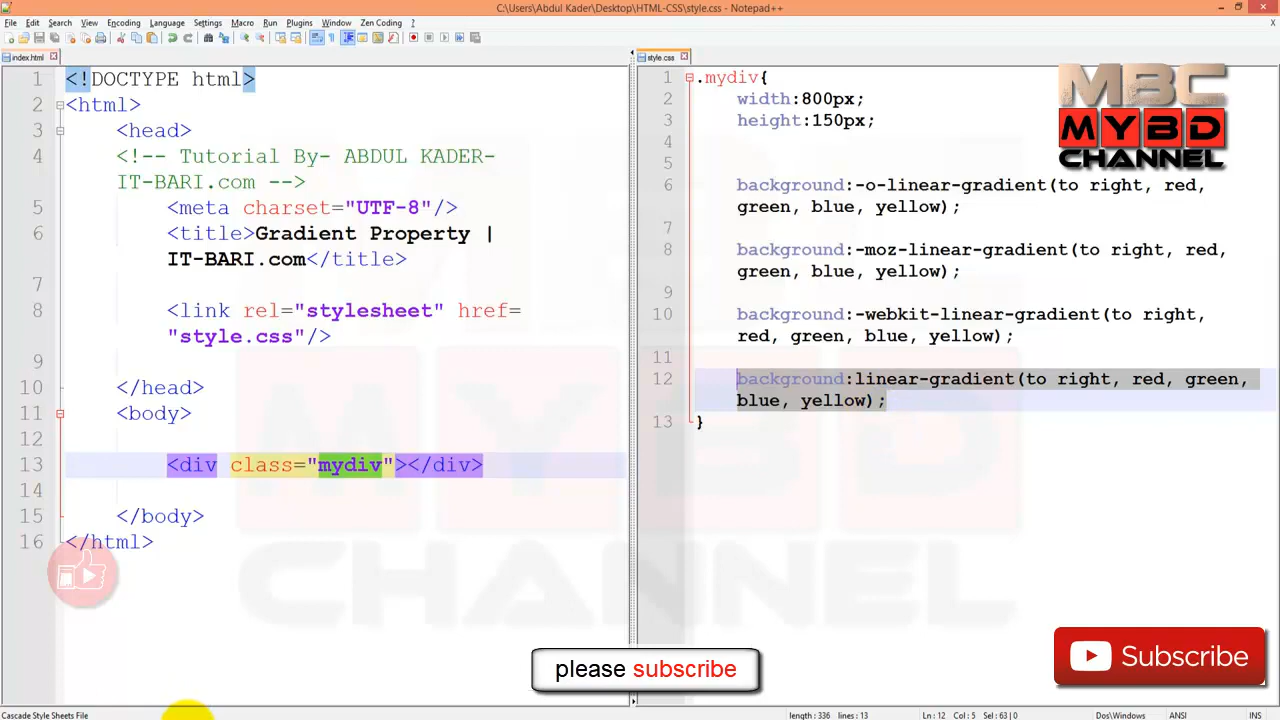 C:\Users\Abdul Kader\Desktop\HTML-CSS\style.css - Notepad++
File Edit Search View Encoding Language Settings Macro Run Plugins Window Zen Coding ?
index.html
1 <!DOCTYPE html>
2 <html>
3 <head>
4 <!-- Tutorial By- ABDUL KADER-
IT-BARI.com -->
5 <meta charset="UTF-8"/>
6 <title>Gradient Property |
IT-BARI.com</title>
7
8 <link rel="stylesheet" href=
"style.css"/>
9
10 </head>
11 <body>
12
13 <div class="mydiv"></div>
14
15 </body>
16 </html>
style.css
1 .mydiv{
2 width:800px;
3 height:150px;
4
5
6 background:-o-linear-gradient(to right, red,
green, blue, yellow);
7
8 background:-moz-linear-gradient(to right, red,
green, blue, yellow);
9
10 background:-webkit-linear-gradient(to right,
red, green, blue, yellow);
11
12 background:linear-gradient(to right, red, green,
blue, yellow);
13 }
MBC
MYBD
CHANNEL
MYBD
CHANNEL
please subscribe
Subscribe
Cascade Style Sheets File length : 336 lines : 13 Ln : 12 Col : 5 Sel : 63 | 0 Dos\Windows ANSI INS